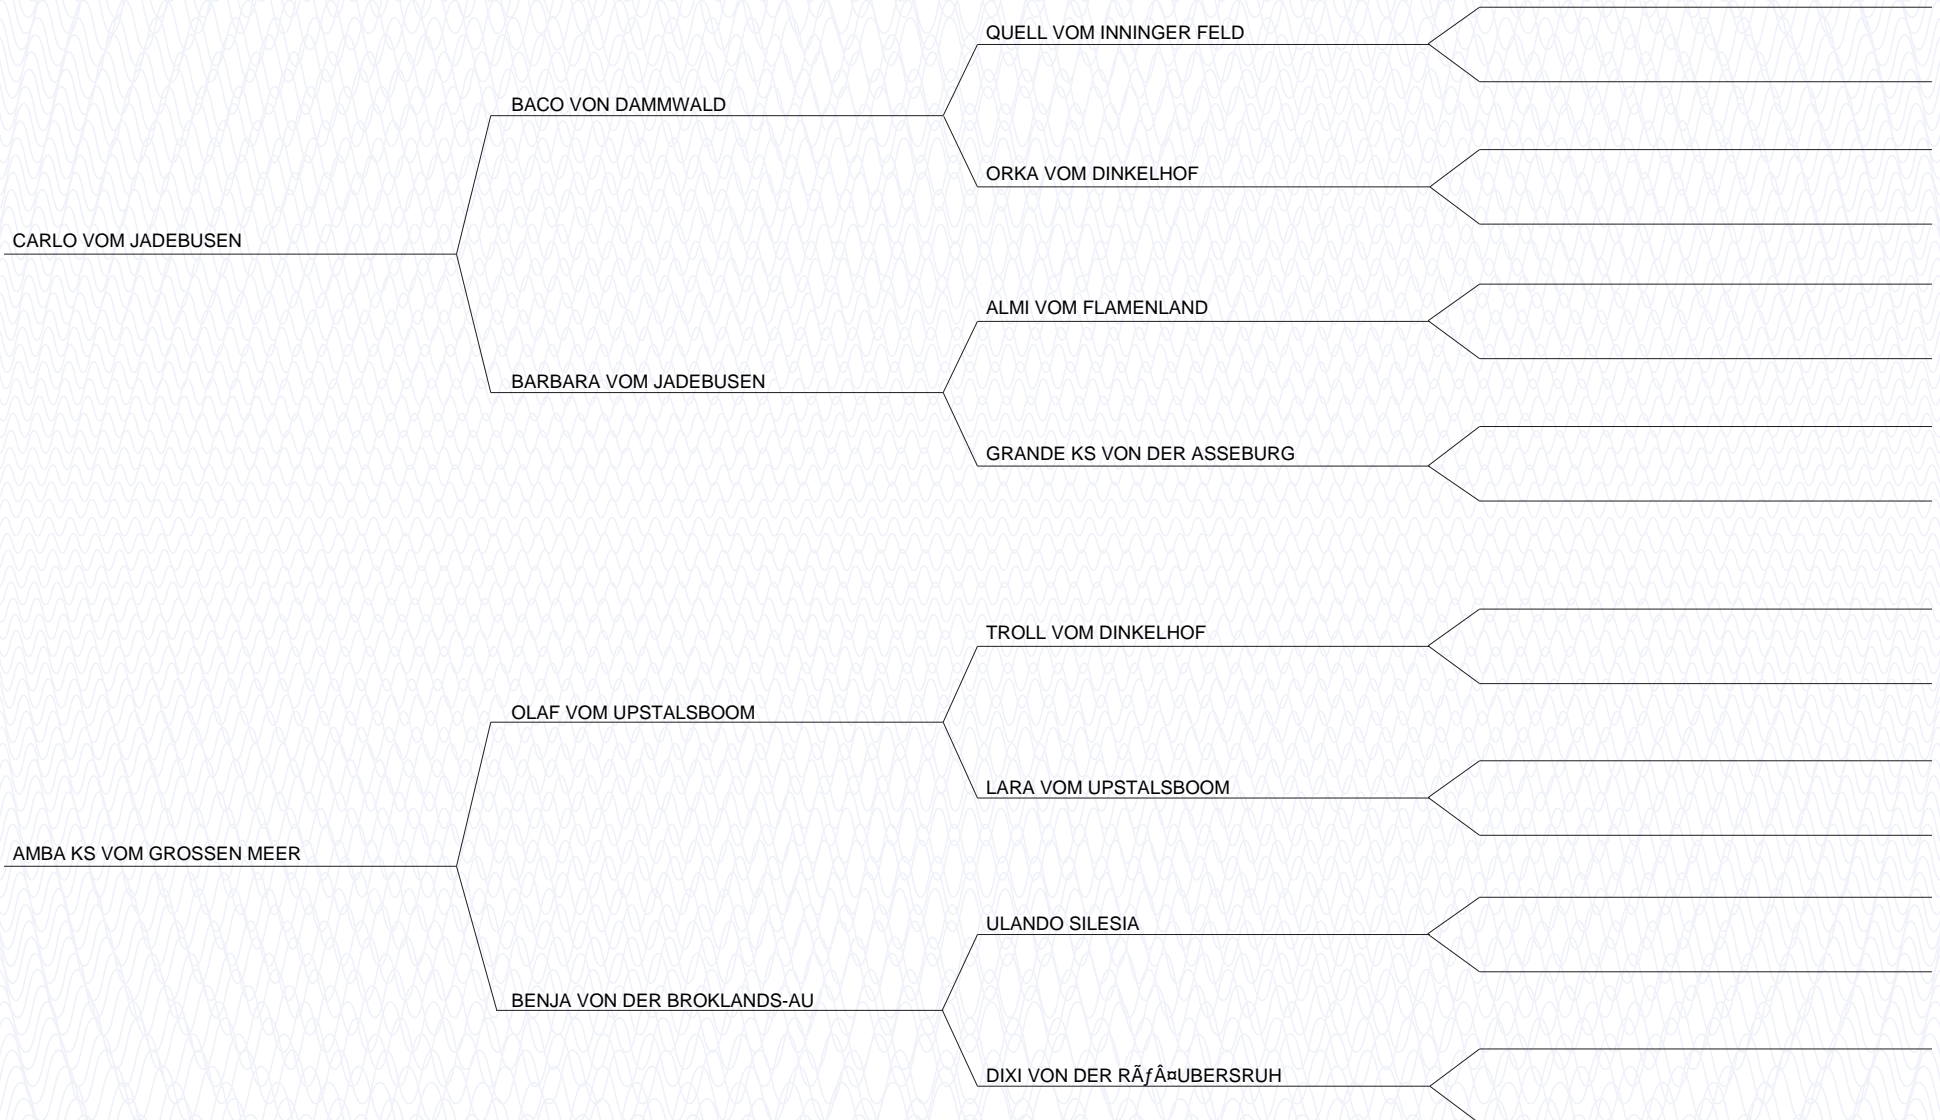 QUELL VOM INNINGER FELD
BACO VON DAMMWALD
ORKA VOM DINKELHOF
CARLO VOM JADEBUSEN
ALMI VOM FLAMENLAND
BARBARA VOM JADEBUSEN
GRANDE KS VON DER ASSEBURG
TROLL VOM DINKELHOF
OLAF VOM UPSTALSBOOM
LARA VOM UPSTALSBOOM
AMBA KS VOM GROSSEN MEER
ULANDO SILESIA
BENJA VON DER BROKLANDS-AU
DIXI VON DER RÃƒÂ¤UBERSRUH